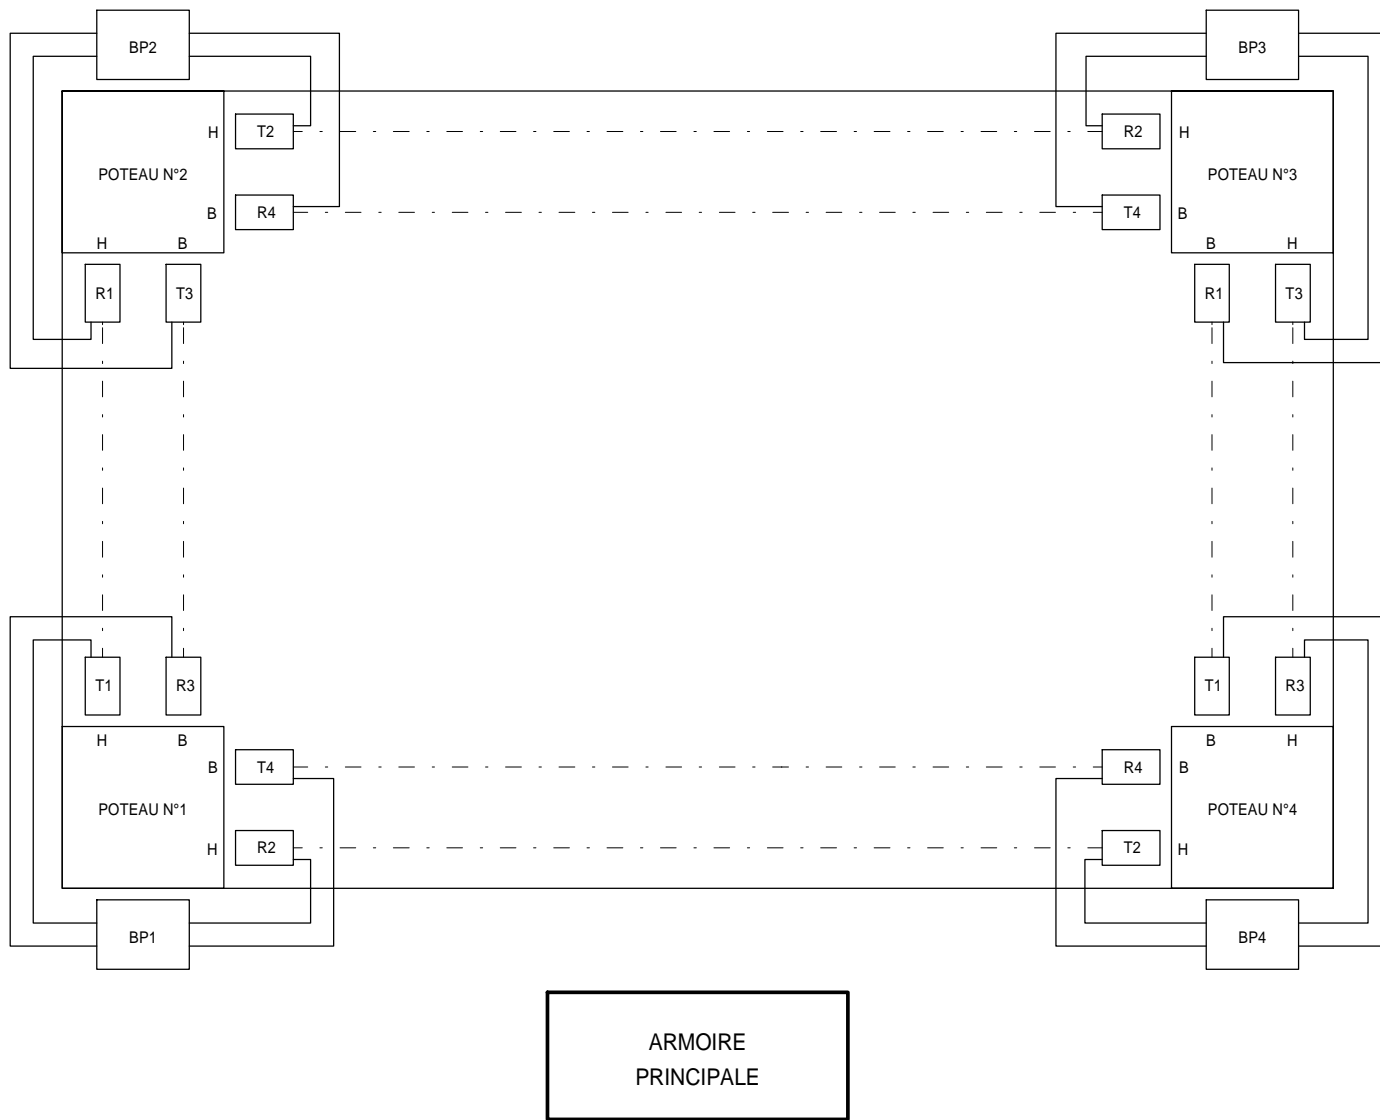 BP2
BP3
H
T2
R2
H
POTEAU N°2
POTEAU N°3
B
R4
T4
B
H
B
B
H
R1
T3
R1
T3
T1
R3
T1
R3
H
B
B
H
B
T4
R4
B
POTEAU N°1
POTEAU N°4
H
R2
T2
H
BP1
BP4
ARMOIRE
PRINCIPALE